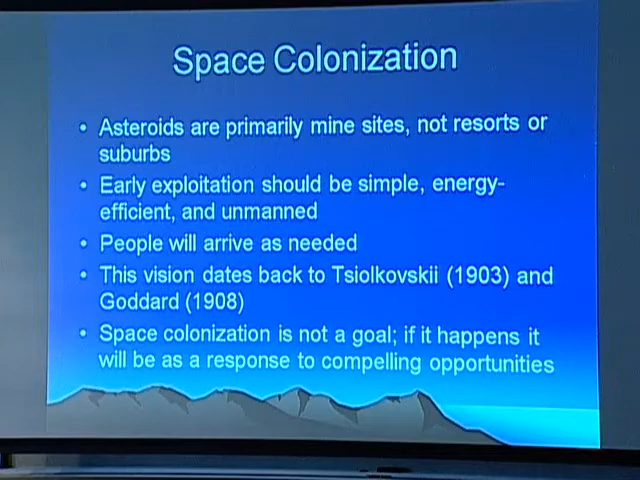 Space Colonization
• Asteroids are primarily mine sites, not resorts or
suburbs
• Early exploitation should be simple, energy-
efficient, and unmanned
• People will arrive as needed
• This vision dates back to Tsiolkovskii (1903) and
Goddard (1908)
• Space colonization is not a goal; if it happens it
will be as a response to compelling opportunities